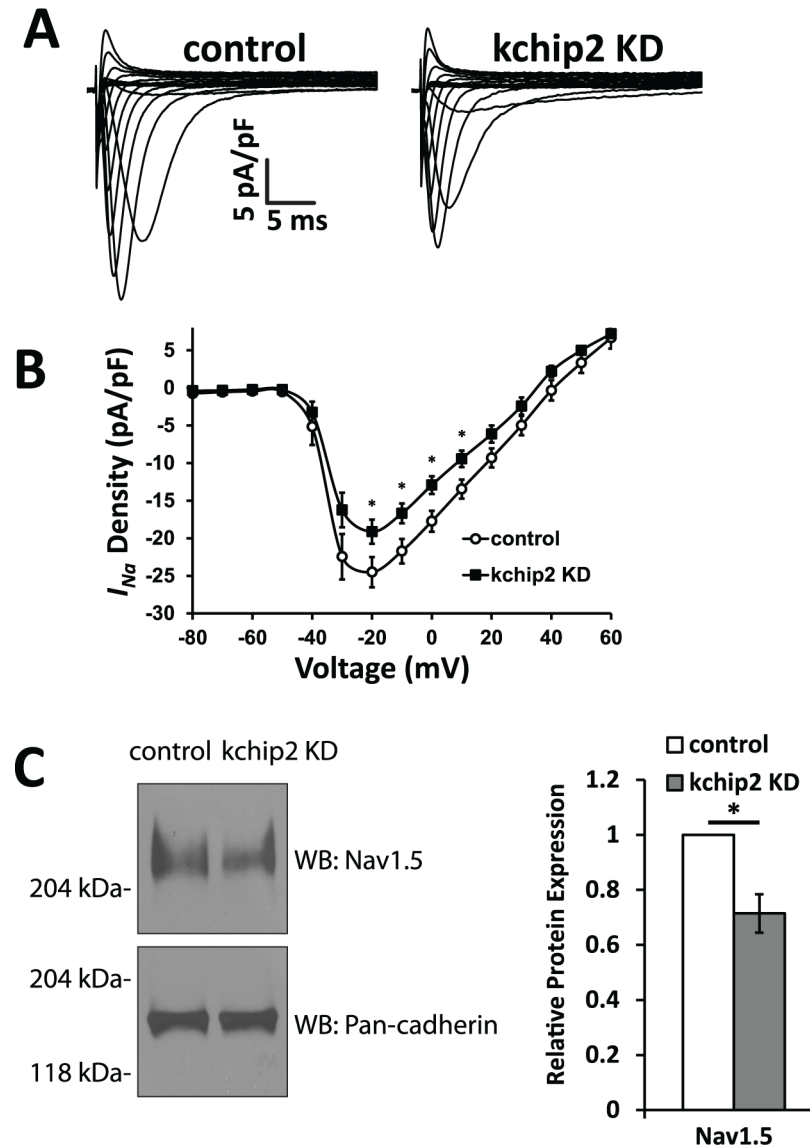 A
control
kchip2 KD
5 pA/pF
5 ms
B
I_Na Density (pA/pF)
5
0
-5
-10
-15
-20
-25
-30
* * * *
control
kchip2 KD
-80 -60 -40 -20 0 20 40 60
Voltage (mV)
C
control kchip2 KD
WB: Nav1.5
204 kDa-
204 kDa-
WB: Pan-cadherin
118 kDa-
control
kchip2 KD
Relative Protein Expression
1.2
1
0.8
0.6
0.4
0.2
0
*
Nav1.5